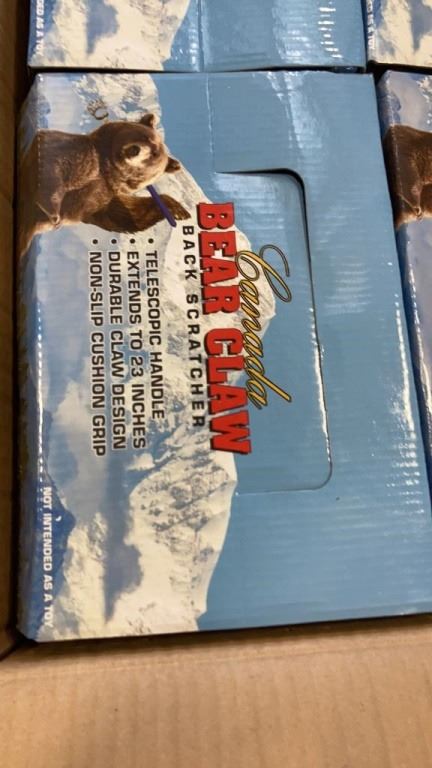 Canada
BEAR CLAW
BACK SCRATCHER
• TELESCOPIC HANDLE
• EXTENDS TO 23 INCHES
• DURABLE CLAW DESIGN
• NON-SLIP CUSHION GRIP
NOT INTENDED AS A TOY